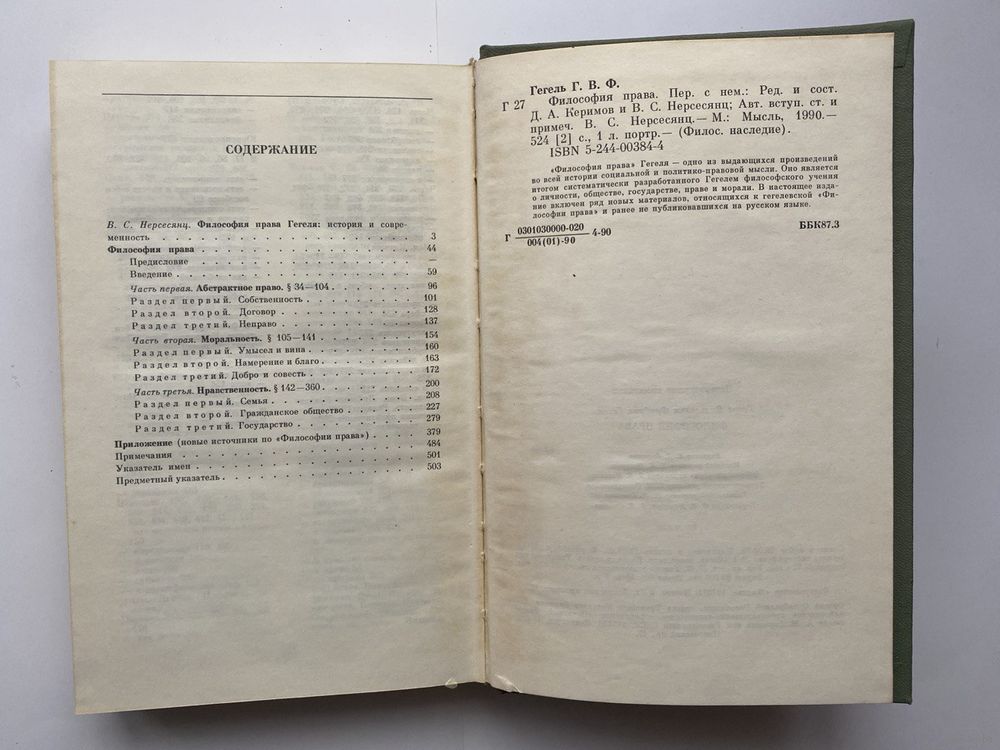 СОДЕРЖАНИЕ
В. С. Нерсесянц. Философия права Гегеля: история и совре-
менность . . . . . . . . . . . . . . . . . 3
Философия права . . . . . . . . . . . . . . . 44
Предисловие . . . . . . . . . . . . . . . —
Введение . . . . . . . . . . . . . . . . 59
Часть первая. Абстрактное право. § 34—104 . . . . . . 96
Раздел первый. Собственность . . . . . . . . 101
Раздел второй. Договор . . . . . . . . . . 128
Раздел третий. Неправо . . . . . . . . . . 137
Часть вторая. Моральность. § 105—141 . . . . . . . 154
Раздел первый. Умысел и вина . . . . . . . . 160
Раздел второй. Намерение и благо . . . . . . . 163
Раздел третий. Добро и совесть . . . . . . . . 172
Часть третья. Нравственность. § 142—360 . . . . . . 200
Раздел первый. Семья . . . . . . . . . . . 208
Раздел второй. Гражданское общество . . . . . . 227
Раздел третий. Государство . . . . . . . . . 279
Приложение (новые источники по «Философии права») . . . . 379
Примечания . . . . . . . . . . . . . . . . 484
Указатель имен . . . . . . . . . . . . . . . 501
Предметный указатель . . . . . . . . . . . . . 503
Гегель Г. В. Ф.
Г 27 Философия права. Пер. с нем.: Ред. и сост.
Д. А. Керимов и В. С. Нерсесянц; Авт. вступ. ст. и
примеч. В. С. Нерсесянц.— М.: Мысль, 1990.—
524 [2] с., 1 л. портр.— (Филос. наследие).
ISBN 5-244-00384-4
«Философия права» Гегеля — одно из выдающихся произведений
во всей истории социальной и политико-правовой мысли. Оно является
итогом систематически разработанного Гегелем философского учения
о личности, обществе, государстве, праве и морали. В настоящее изда-
ние включен ряд новых материалов, относящихся к гегелевской «Фи-
лософии права» и ранее не публиковавшихся на русском языке.
Г 0301030000-020 4-90
004(01)-90
ББК87.3